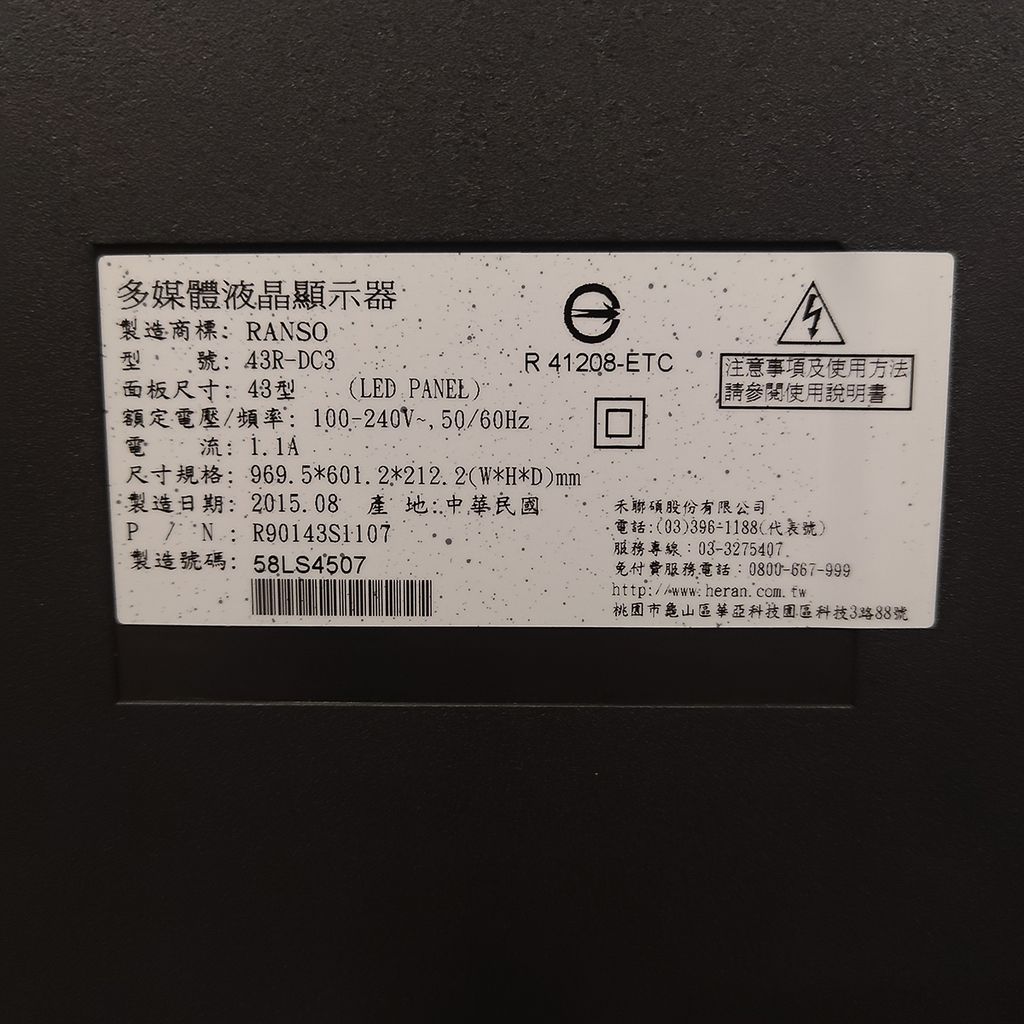 多媒體液晶顯示器
製造商標: RANSO
型　　號: 43R-DC3
面板尺寸: 43型　　(LED PANEL)
額定電壓/頻率: 100-240V~, 50/60Hz
電　　流: 1.1A
尺寸規格: 969.5*601.2*212.2(W*H*D)mm
製造日期: 2015.08　產 地:中華民國
P / N : R90143S1107
製造號碼: 58LS4507
R 41208-ETC
注意事項及使用方法
請參閱使用說明書
禾聯碩股份有限公司
電話:(03)396-1188(代表號)
服務專線：03-3275407
免付費服務電話：0800-667-999
http://www.heran.com.tw
桃園市龜山區華亞科技園區科技3路88號